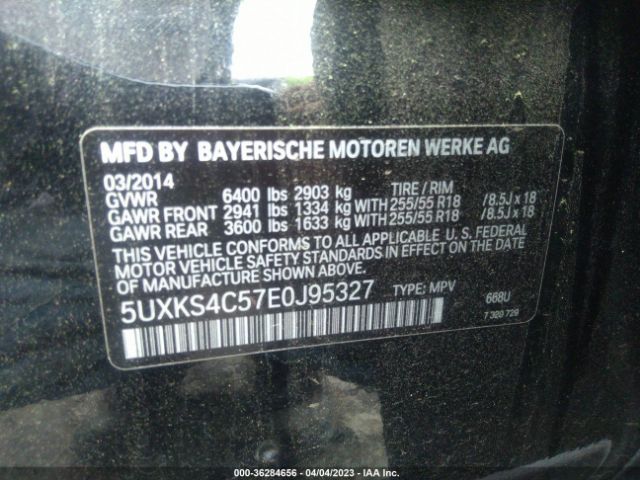 MFD BY BAYERISCHE MOTOREN WERKE AG
03/2014 TIRE / RIM
GVWR 6400 lbs 2903 kg
GAWR FRONT 2941 lbs 1334 kg WITH 255/55 R18 / 8.5J x 18
GAWR REAR 3600 lbs 1633 kg WITH 255/55 R18 / 8.5J x 18
THIS VEHICLE CONFORMS TO ALL APPLICABLE U.S. FEDERAL
MOTOR VEHICLE SAFETY STANDARDS IN EFFECT ON THE DATE
OF MANUFACTURE SHOWN ABOVE.
5UXKS4C57E0J95327 TYPE: MPV 668U
7 320 729
000-36284656 - 04/04/2023 - IAA Inc.